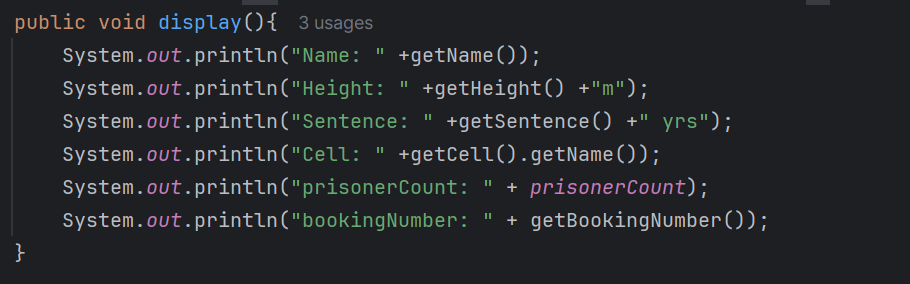 public void display(){ 3 usages
    System.out.println("Name: " +getName());
    System.out.println("Height: " +getHeight() +"m");
    System.out.println("Sentence: " +getSentence() +" yrs");
    System.out.println("Cell: " +getCell().getName());
    System.out.println("prisonerCount: " + prisonerCount);
    System.out.println("bookingNumber: " + getBookingNumber());
}